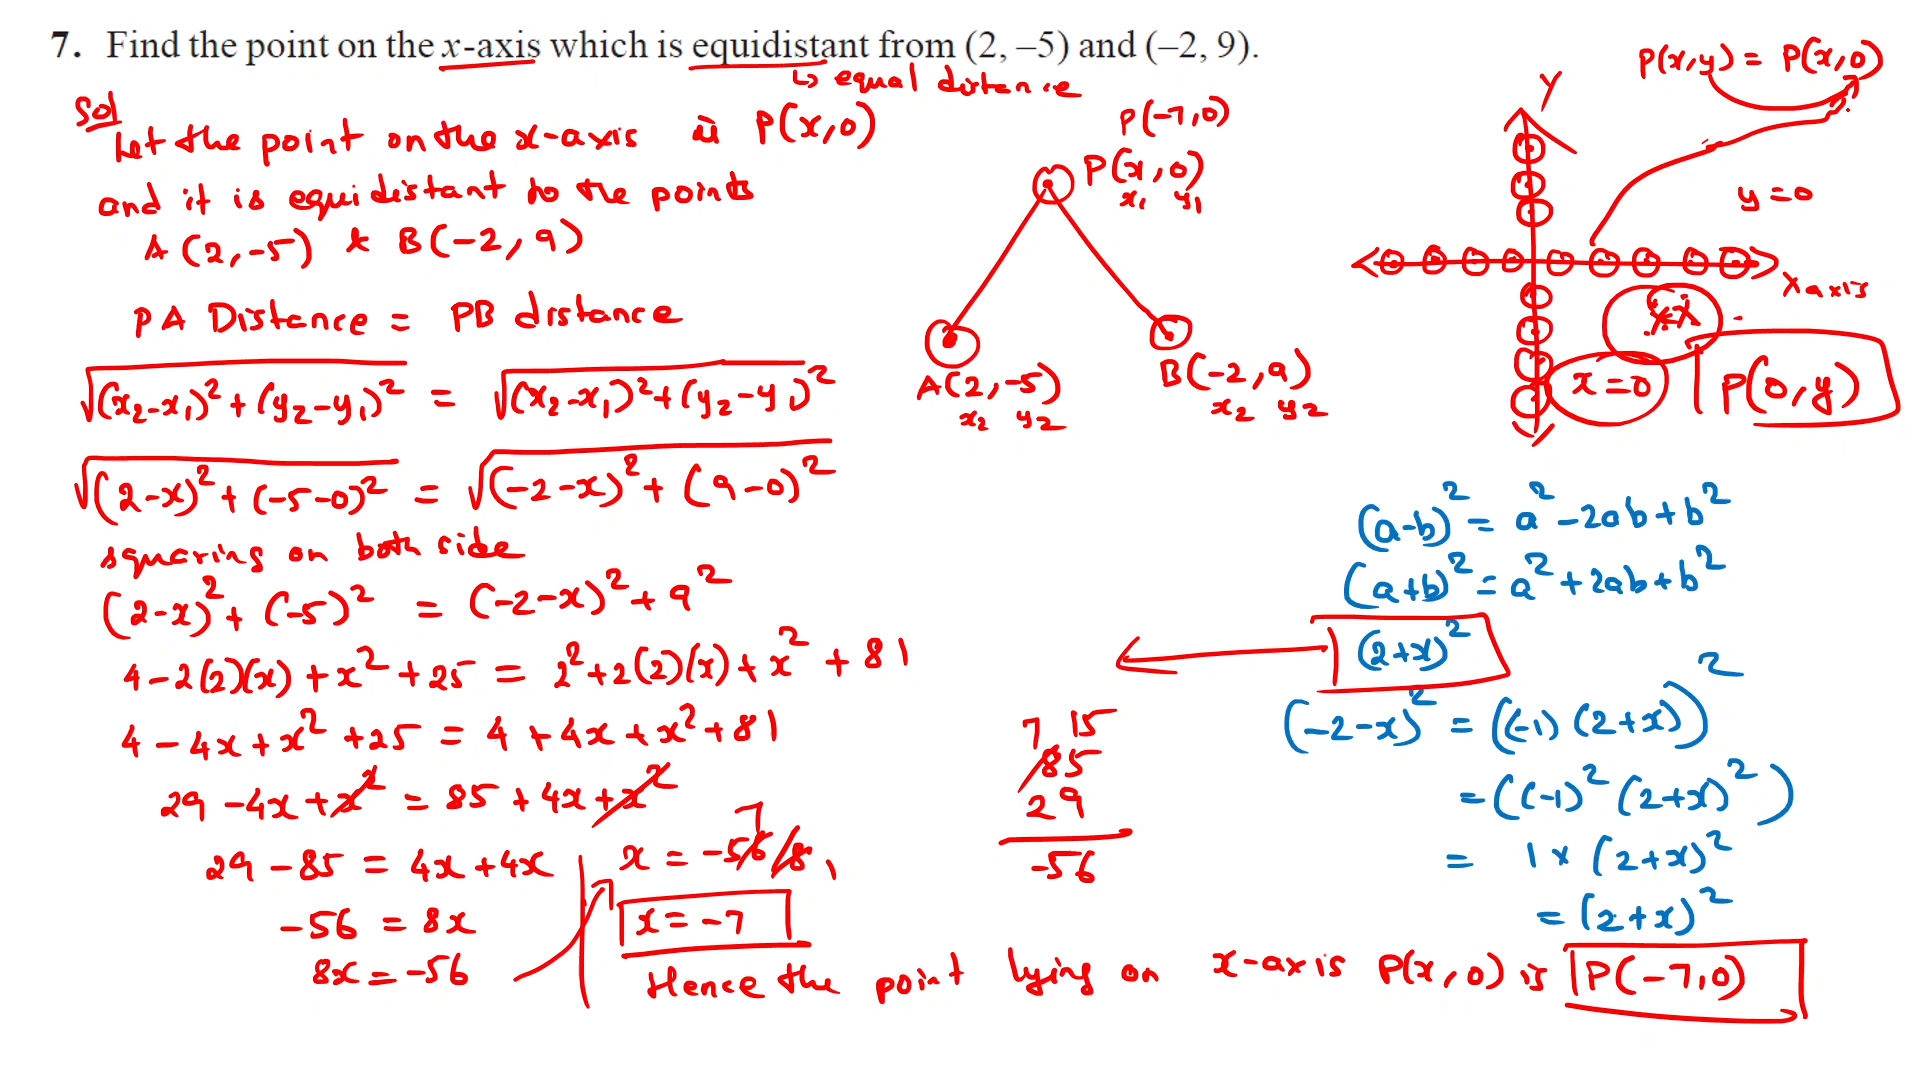 7. Find the point on the x-axis which is equidistant from (2, –5) and (–2, 9).
↳ equal distance
Sol
Let the point on the x-axis is P(x,0)
and it is equidistant to the points
A(2,-5) & B(-2,9)
PA Distance = PB distance
√((x₂-x₁)²+(y₂-y₁)²) = √((x₂-x₁)²+(y₂-y₁)²)
√((2-x)²+(-5-0)²) = √((-2-x)²+(9-0)²)
squaring on both side
(2-x)²+(-5)² = (-2-x)²+9²
4-2(2)(x)+x²+25 = 2²+2(2)(x)+x²+81
4-4x+x²+25 = 4+4x+x²+81
29-4x+x² = 85+4x+x²
29-85 = 4x+4x
-56 = 8x
8x = -56
x = -56/8
7
1
x = -7
Hence the point lying on x-axis P(x,0) is P(-7,0)
P(-7,0)
P(x,0)
x₁ y₁
A(2,-5)
x₂ y₂
B(-2,9)
x₂ y₂
7 15
85
29
-56
P(x,y) = P(x,0)
Y
y=0
X axis
x=0
P(0,y)
(a-b)² = a²-2ab+b²
(a+b)² = a²+2ab+b²
(2+x)²
(-2-x)² = ((-1)(2+x))²
= ((-1)²(2+x)²)
= 1×(2+x)²
= (2+x)²